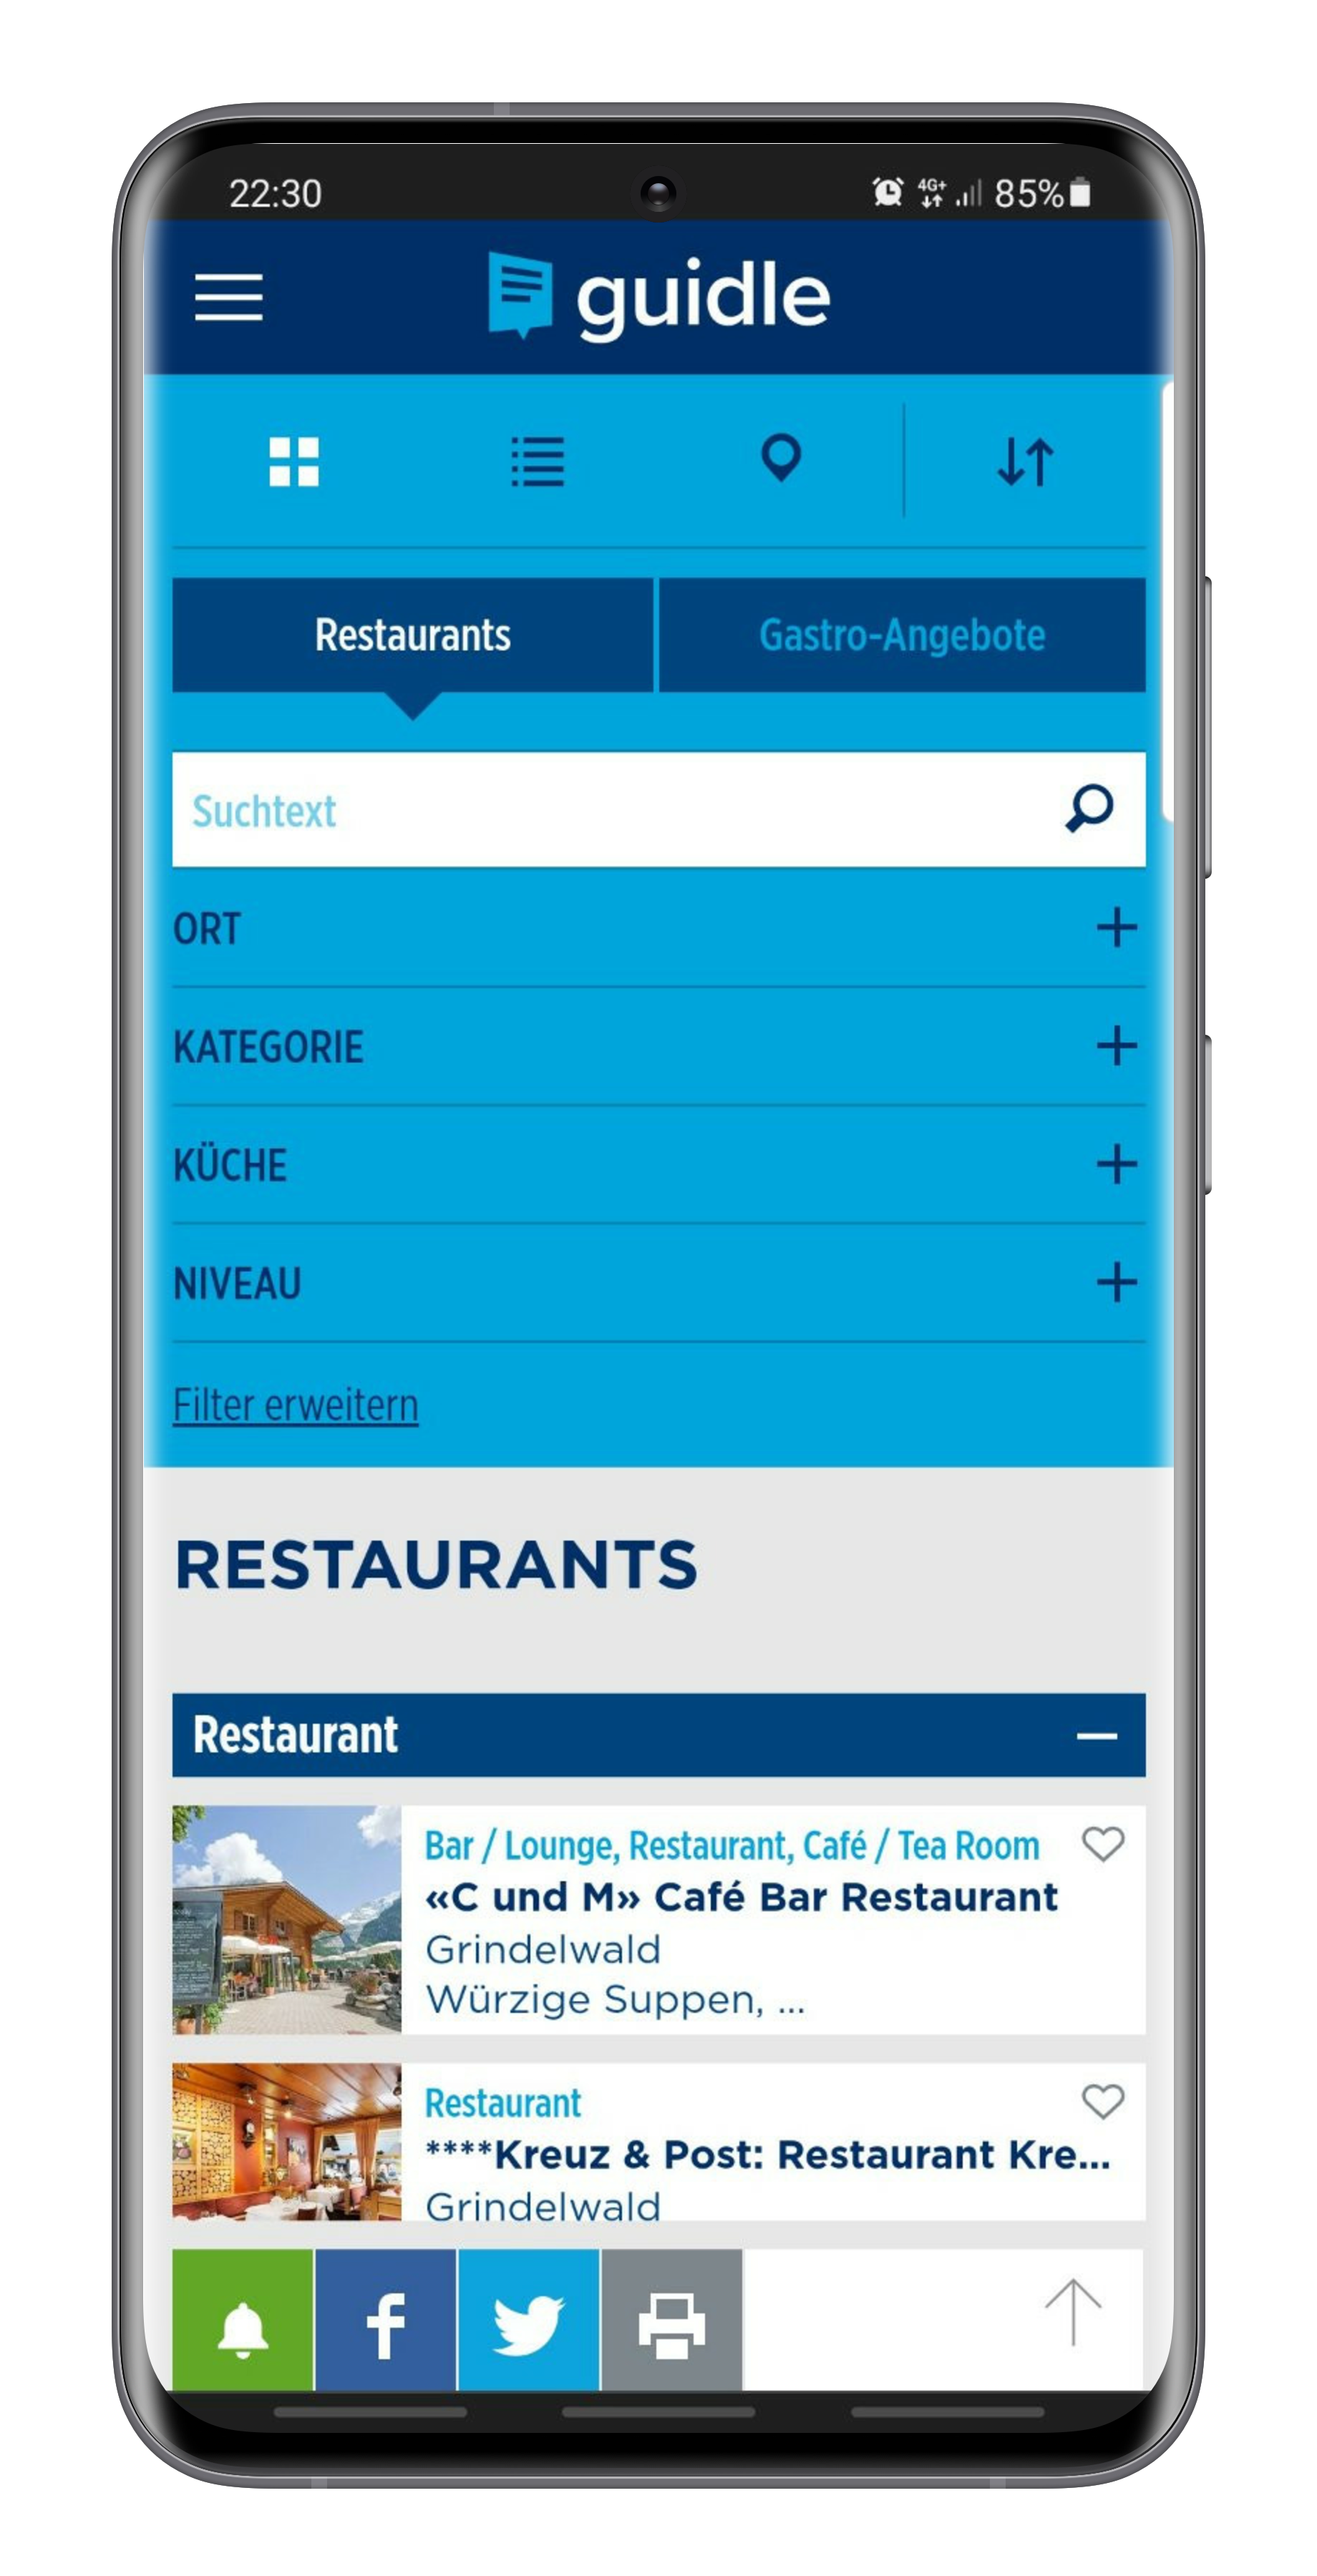 22:30
4G+
85%
guidle
Restaurants
Gastro-Angebote
Suchtext
ORT
KATEGORIE
KÜCHE
NIVEAU
Filter erweitern
RESTAURANTS
Restaurant
Bar / Lounge, Restaurant, Café / Tea Room
«C und M» Café Bar Restaurant
Grindelwald
Würzige Suppen, ...
Restaurant
****Kreuz & Post: Restaurant Kre...
Grindelwald